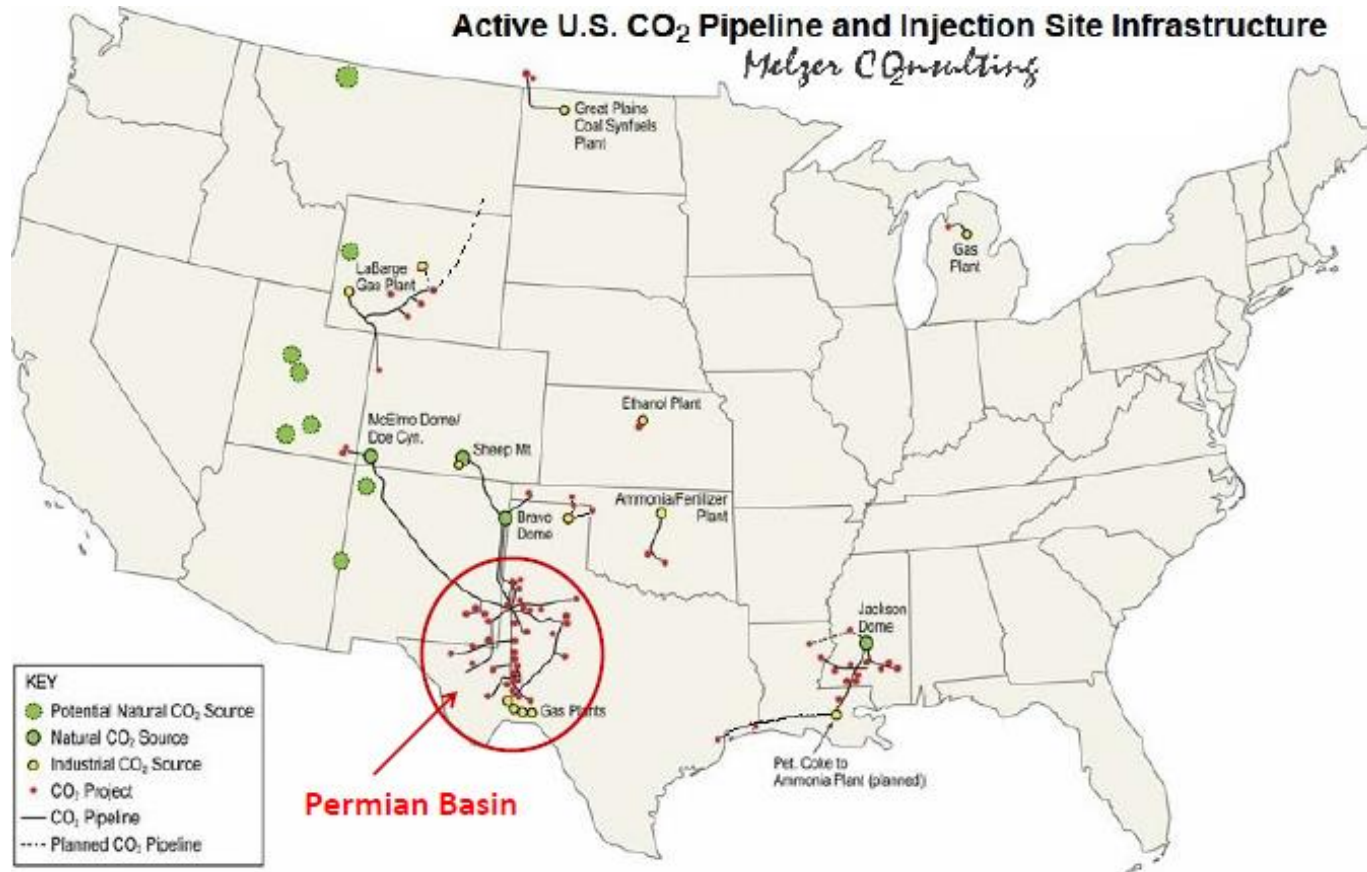 Active U.S. CO₂ Pipeline and Injection Site Infrastructure
Melzer CO2nsulting
Great Plains
Coal Synfuels
Plant
Gas
Plant
LaBarge
Gas Plant
Ethanol Plant
McElmo Dome/
Doe Cyn.
Sheep Mt.
Ammonia/Fertilizer
Plant
Bravo
Dome
Jackson
Dome
Gas Plants
Pet. Coke to
Ammonia Plant (planned)
Permian Basin
KEY
Potential Natural CO₂ Source
Natural CO₂ Source
Industrial CO₂ Source
CO₂ Project
CO₂ Pipeline
Planned CO₂ Pipeline